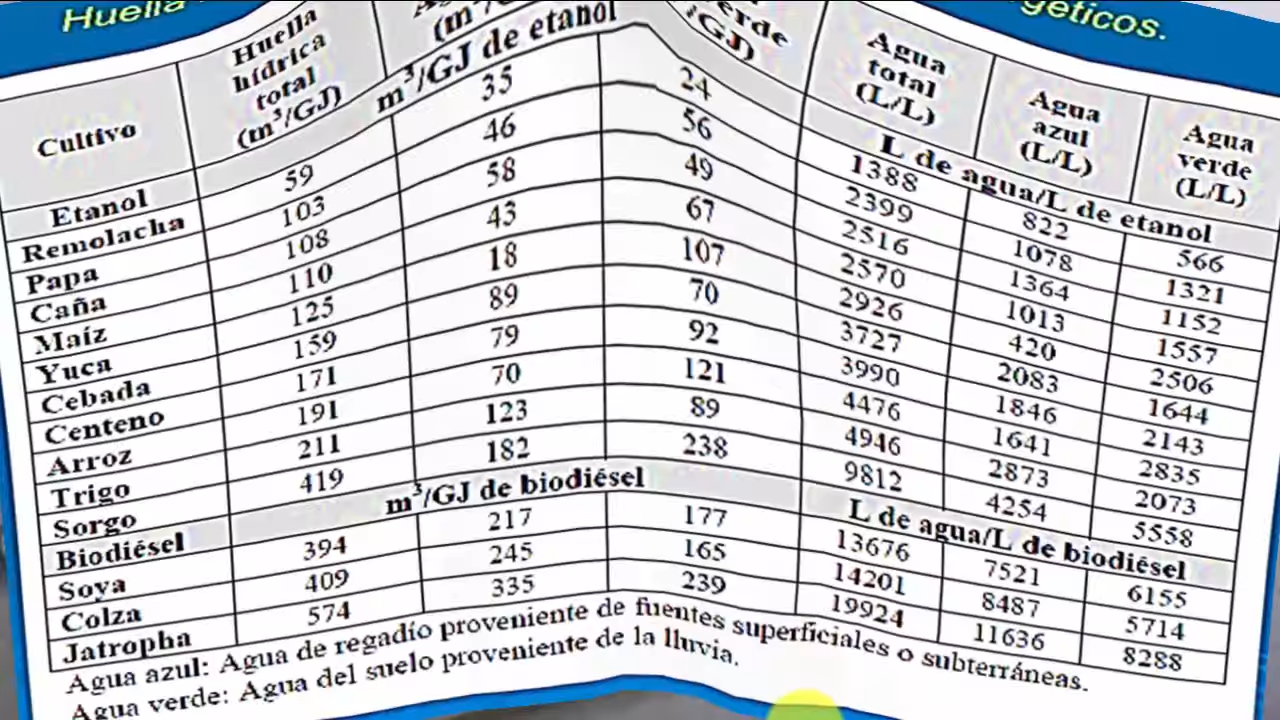 Huella
Cultivo Huella hídrica total (m³/GJ) verde Agua total (L/L) Agua azul (L/L) Agua verde (L/L)
Etanol m³/GJ de etanol L de agua/L de etanol
Remolacha 59 35 24 1388 822 566
Papa 103 46 56 2399 1078 1321
Caña 108 58 49 2516 1364 1152
Maíz 110 43 67 2570 1013 1557
Yuca 125 18 107 2926 420 2506
Cebada 159 89 70 3727 2083 1644
Centeno 171 79 92 3990 1846 2143
Arroz 191 70 121 4476 1641 2835
Trigo 211 123 89 4946 2873 2073
Sorgo 419 182 238 9812 4254 5558
Biodiésel m³/GJ de biodiésel L de agua/L de biodiésel
Soya 394 217 177 13676 7521 6155
Colza 409 245 165 14201 8487 5714
Jatropha 574 335 239 19924 11636 8288
Agua azul: Agua de regadío proveniente de fuentes superficiales o subterráneas.
Agua verde: Agua del suelo proveniente de la lluvia.